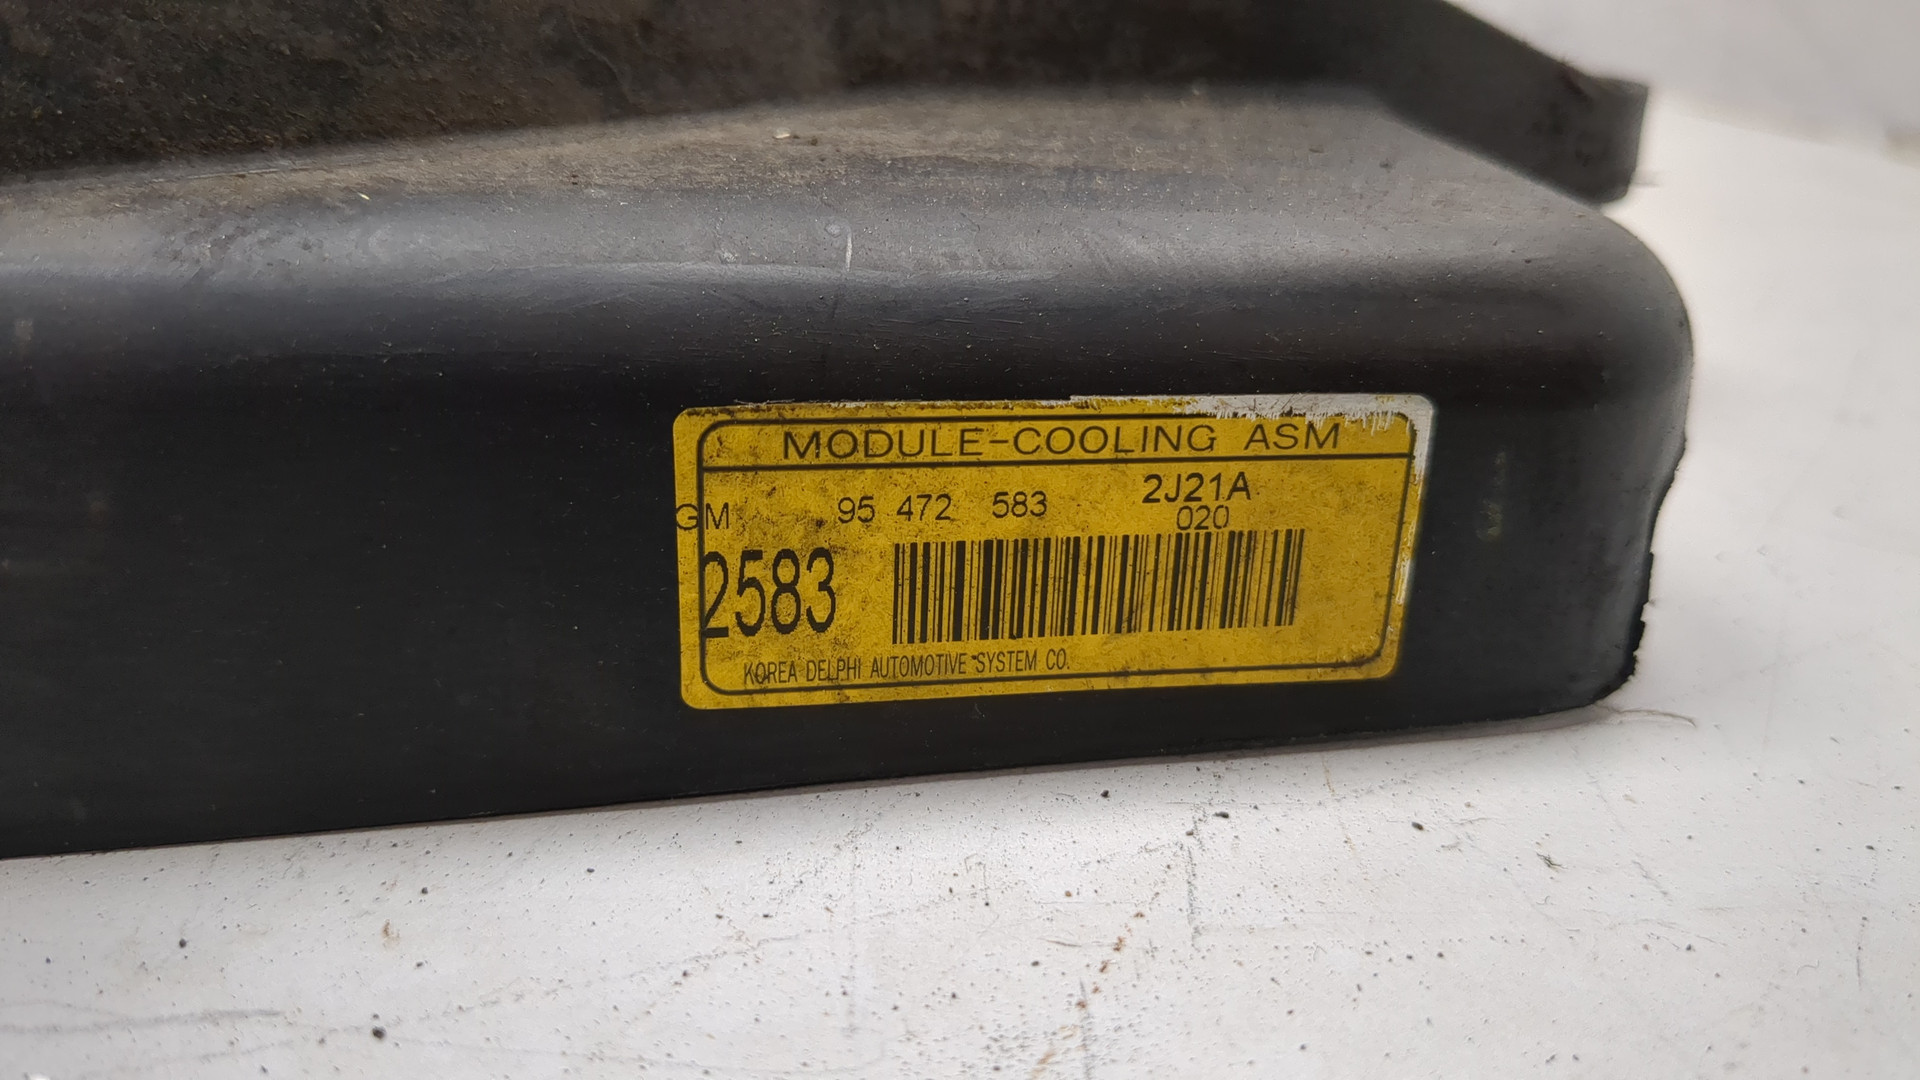 MODULE-COOLING ASM
GM 95 472 583 2J21A
020
2583
KOREA DELPHI AUTOMOTIVE SYSTEM CO.